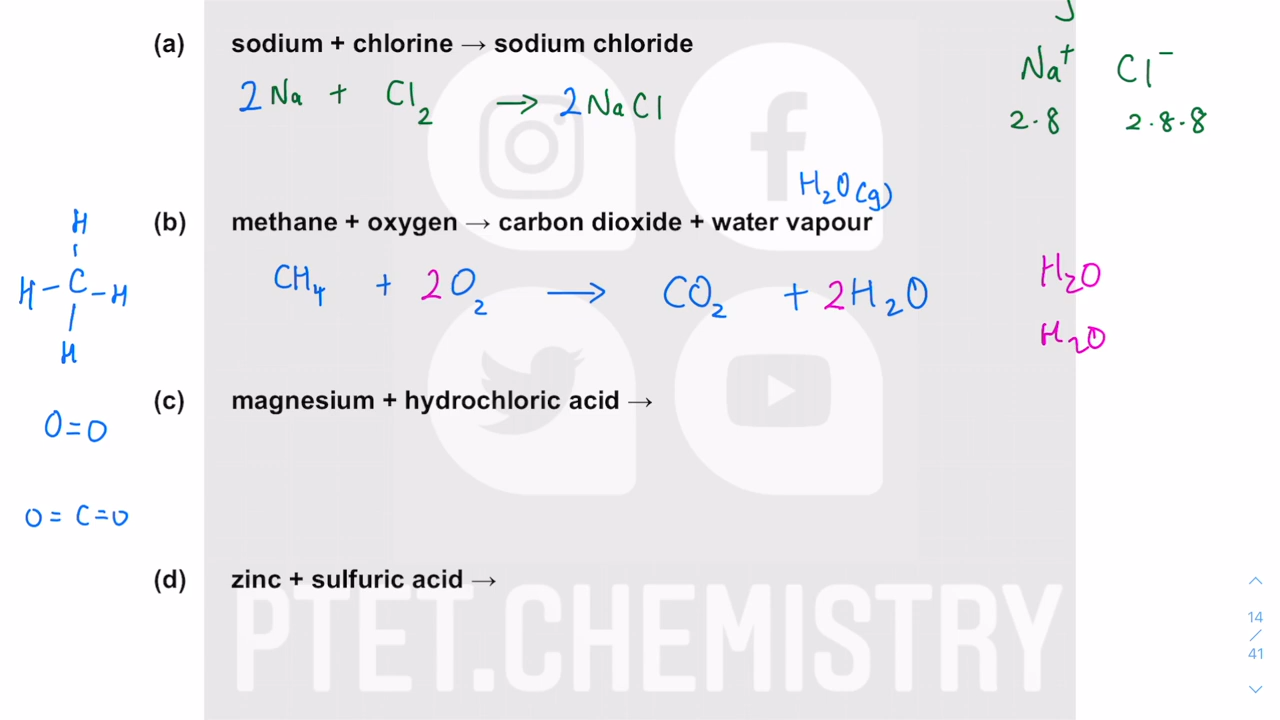 (a) sodium + chlorine → sodium chloride
2Na + Cl₂ → 2NaCl
Na⁺ Cl⁻
2·8 2·8·8
H₂O(g)
(b) methane + oxygen → carbon dioxide + water vapour
CH₄ + 2O₂ → CO₂ + 2H₂O
H
H–C–H
H
H₂O
H₂O
(c) magnesium + hydrochloric acid →
O=O
O=C=O
(d) zinc + sulfuric acid →
PTET.CHEMISTRY
14
/
41